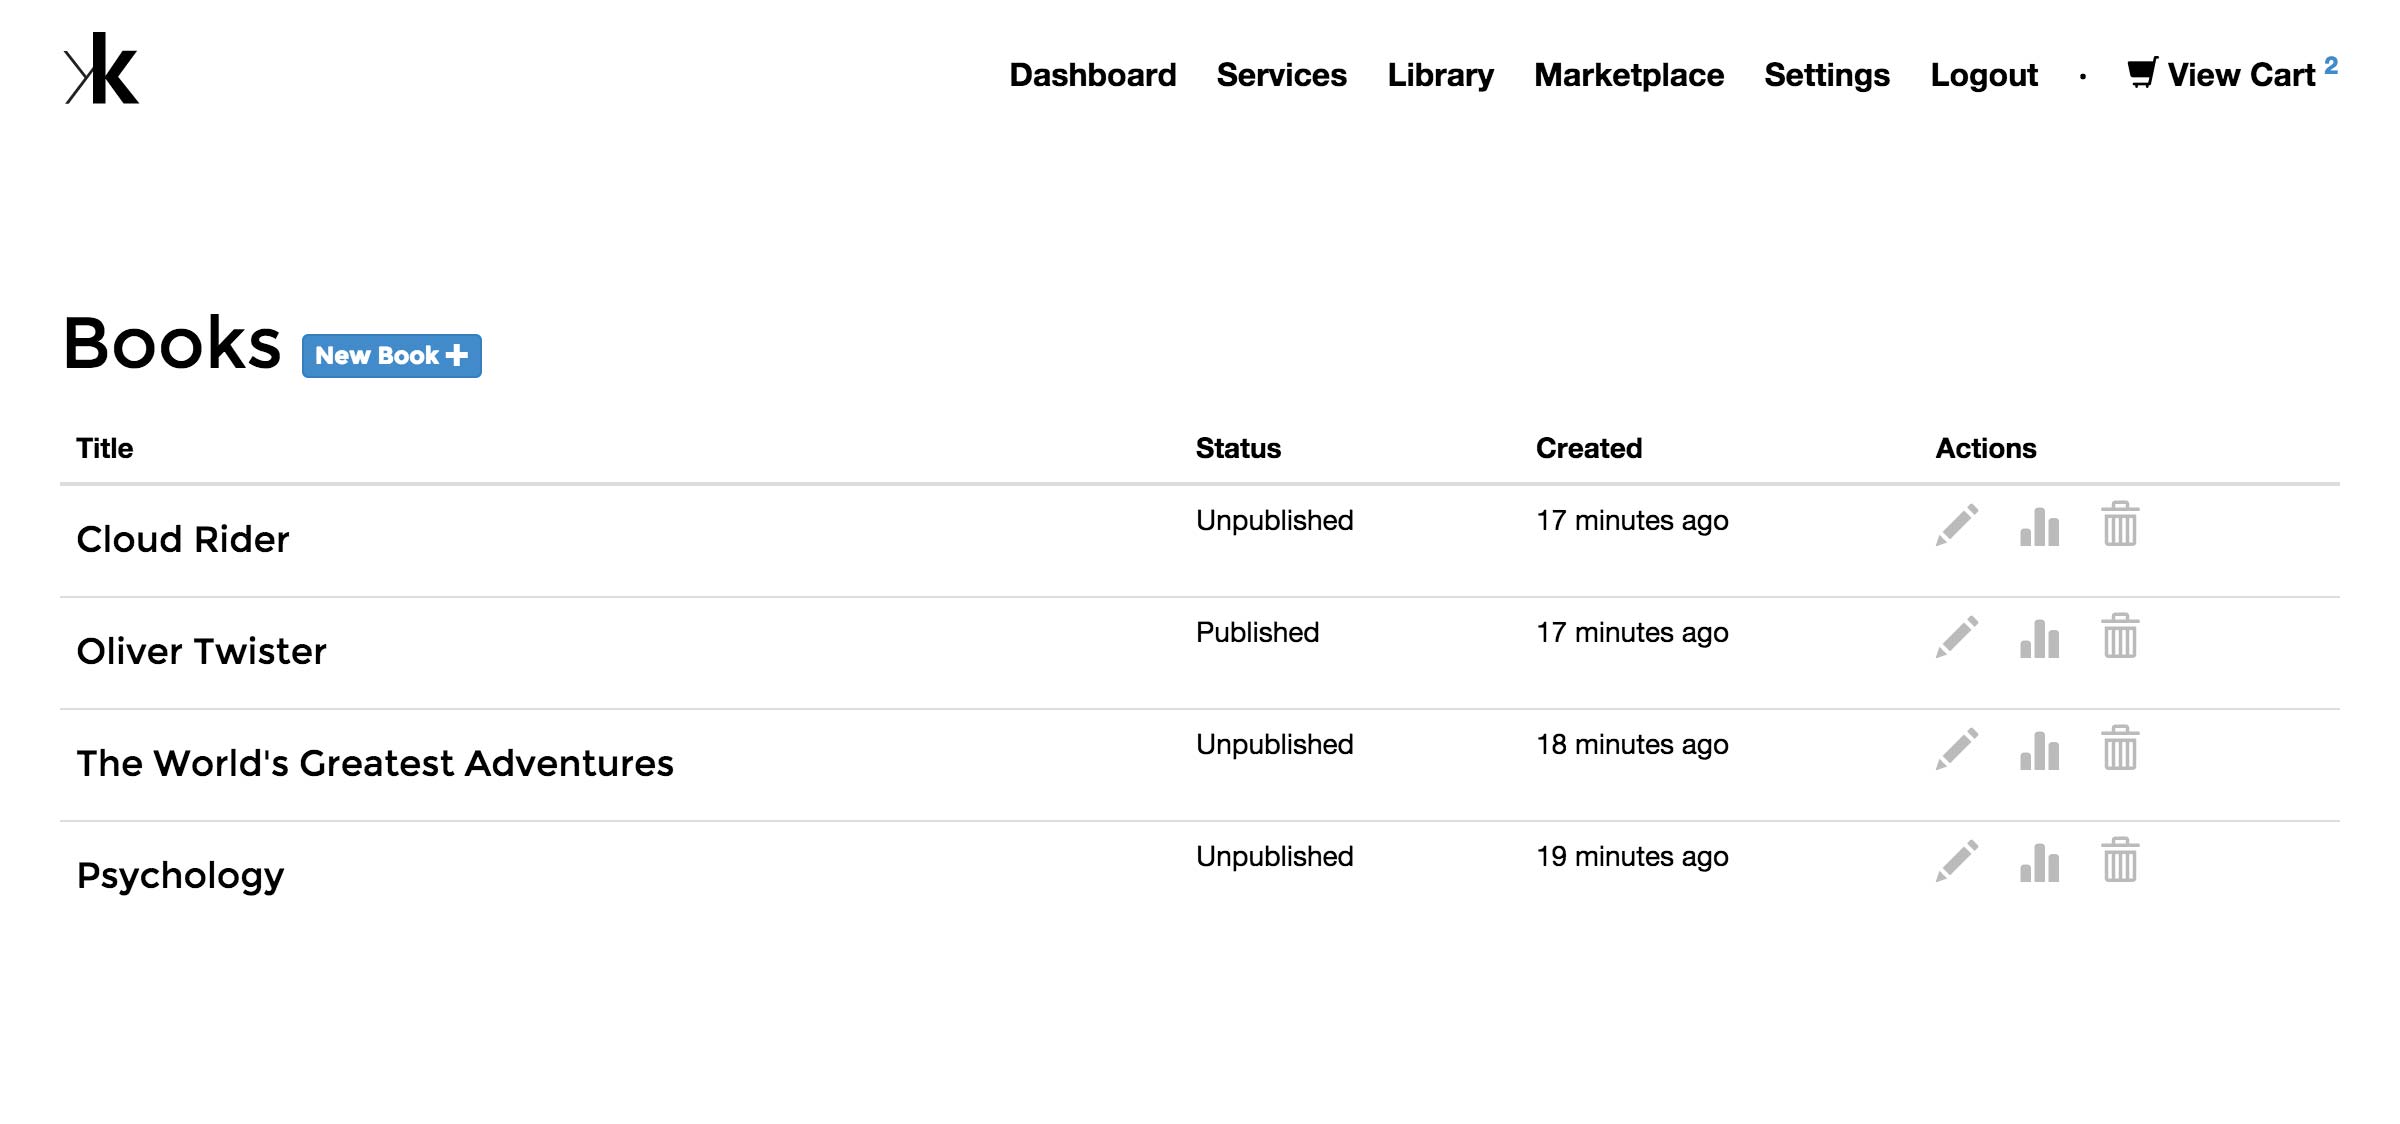 k
Dashboard Services Library Marketplace Settings Logout · View Cart 2
Books New Book
Title Status Created Actions
Cloud Rider Unpublished 17 minutes ago
Oliver Twister Published 17 minutes ago
The World's Greatest Adventures Unpublished 18 minutes ago
Psychology Unpublished 19 minutes ago